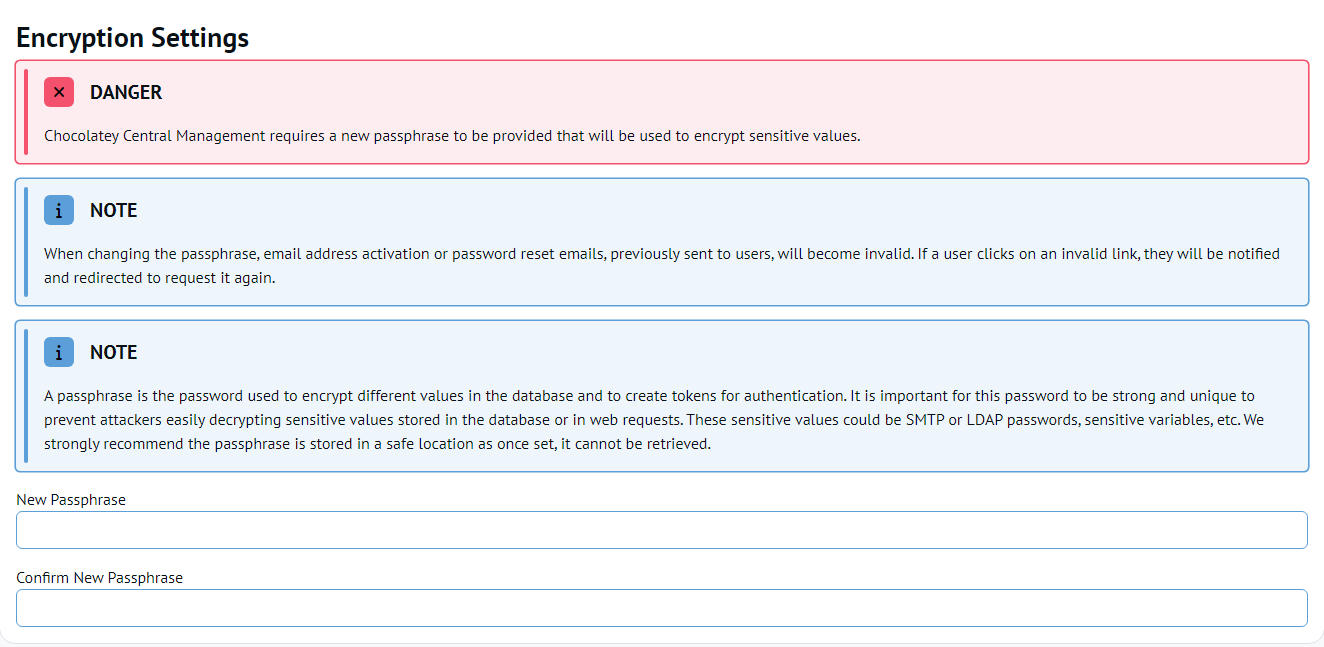 Encryption Settings
DANGER
Chocolatey Central Management requires a new passphrase to be provided that will be used to encrypt sensitive values.
NOTE
When changing the passphrase, email address activation or password reset emails, previously sent to users, will become invalid. If a user clicks on an invalid link, they will be notified
and redirected to request it again.
NOTE
A passphrase is the password used to encrypt different values in the database and to create tokens for authentication. It is important for this password to be strong and unique to
prevent attackers easily decrypting sensitive values stored in the database or in web requests. These sensitive values could be SMTP or LDAP passwords, sensitive variables, etc. We
strongly recommend the passphrase is stored in a safe location as once set, it cannot be retrieved.
New Passphrase
Confirm New Passphrase